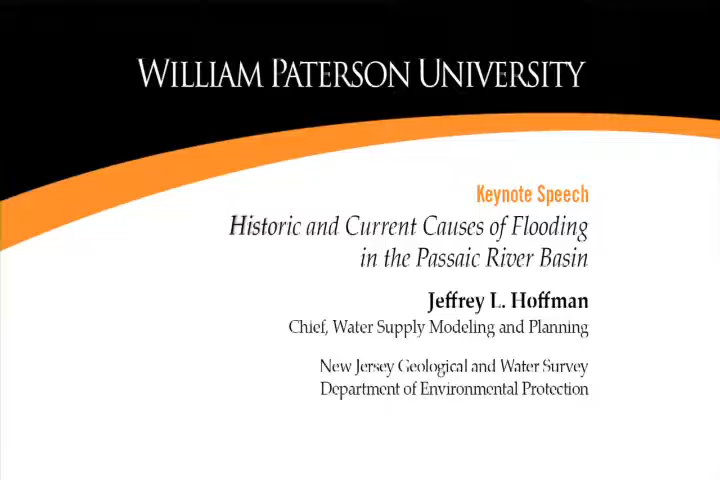 WILLIAM PATERSON UNIVERSITY
Keynote Speech
Historic and Current Causes of Flooding
in the Passaic River Basin
Jeffrey L. Hoffman
Chief, Water Supply Modeling and Planning
New Jersey Geological and Water Survey
Department of Environmental Protection